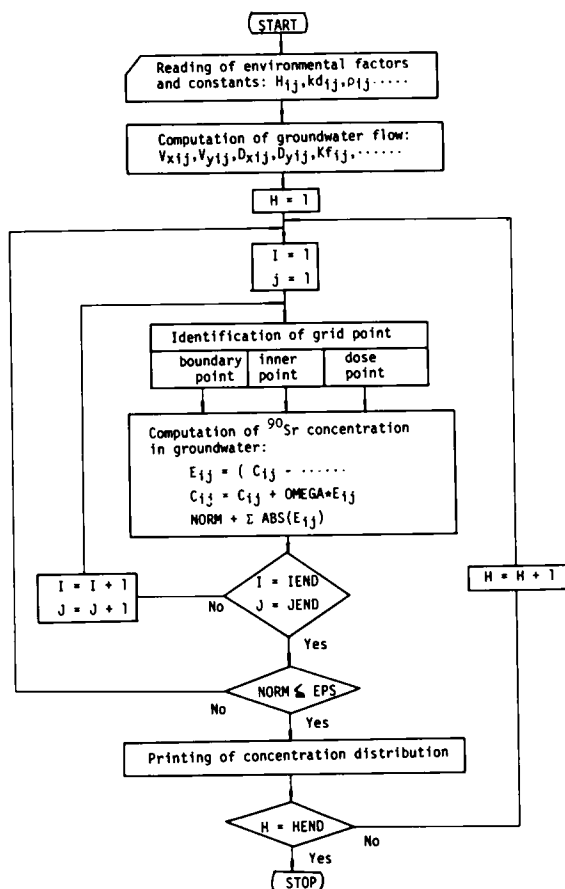 START
Reading of environmental factors
and constants: Hij,kdij,ρij.....
Computation of groundwater flow:
Vxij,Vyij,Dxij,Dyij,Kfij,......
H = 1
I = 1
j = 1
Identification of grid point
boundary point
inner point
dose point
Computation of 90Sr concentration
in groundwater:
Eij = ( Cij - ......
Cij = Cij + OMEGA*Eij
NORM + Σ ABS(Eij)
I = I + 1
J = J + 1
No
I = IEND
J = JEND
H = H + 1
Yes
NORM ≤ EPS
No
Yes
Printing of concentration distribution
H = HEND
No
Yes
STOP